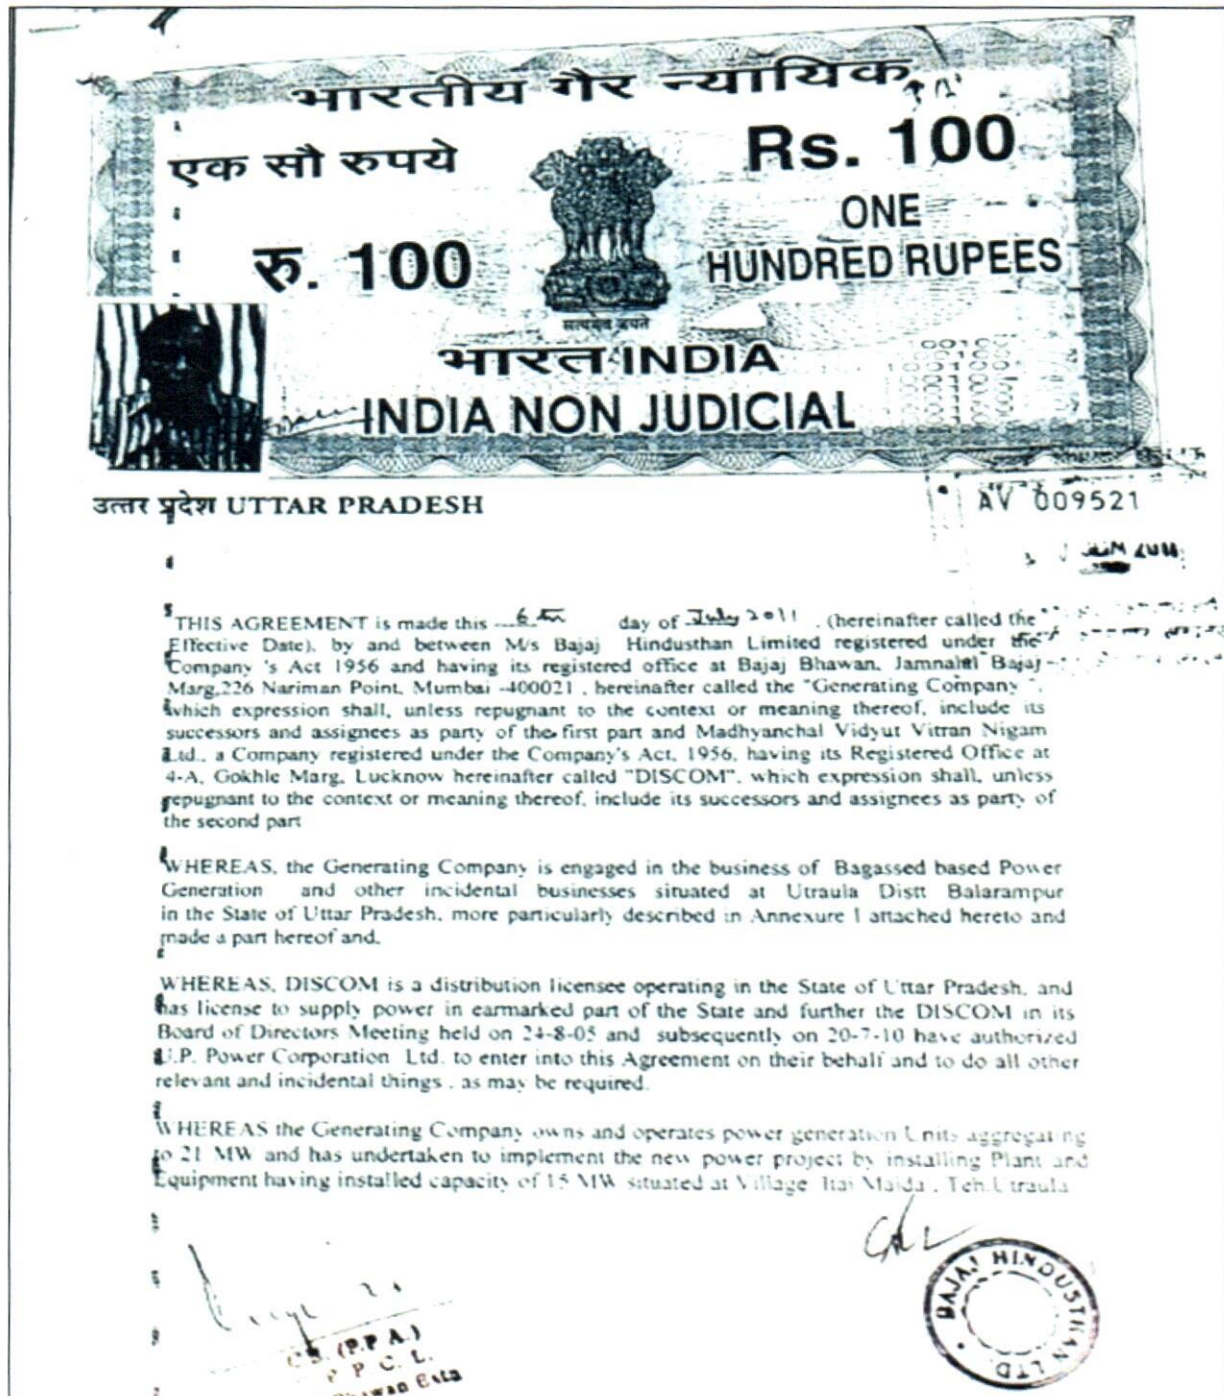 भारतीय गैर न्यायिक
एक सौ रुपये
Rs. 100
रु. 100
ONE
HUNDRED RUPEES
सत्यमेव जयते
भारत INDIA
INDIA NON JUDICIAL
उत्तर प्रदेश UTTAR PRADESH
AV 009521
THIS AGREEMENT is made this 6th day of July 2011 , (hereinafter called the
Effective Date), by and between M/s Bajaj Hindusthan Limited registered under the
Company 's Act 1956 and having its registered office at Bajaj Bhawan, Jamnalal Bajaj
Marg,226 Nariman Point, Mumbai -400021 , hereinafter called the "Generating Company ",
which expression shall, unless repugnant to the context or meaning thereof, include its
successors and assignees as party of the first part and Madhyanchal Vidyut Vitran Nigam
Ltd., a Company registered under the Company's Act, 1956, having its Registered Office at
4-A, Gokhle Marg, Lucknow hereinafter called "DISCOM", which expression shall, unless
repugnant to the context or meaning thereof, include its successors and assignees as party of
the second part
WHEREAS, the Generating Company is engaged in the business of Bagassed based Power
Generation and other incidental businesses situated at Utraula Distt Balarampur
in the State of Uttar Pradesh, more particularly described in Annexure I attached hereto and
made a part hereof and,
WHEREAS, DISCOM is a distribution licensee operating in the State of Uttar Pradesh, and
has license to supply power in earmarked part of the State and further the DISCOM in its
Board of Directors Meeting held on 24-8-05 and subsequently on 20-7-10 have authorized
U.P. Power Corporation Ltd. to enter into this Agreement on their behalf and to do all other
relevant and incidental things , as may be required.
WHEREAS the Generating Company owns and operates power generation Units aggregating
to 21 MW and has undertaken to implement the new power project by installing Plant and
Equipment having installed capacity of 15 MW situated at Village Itai Maida , Teh.Utraula
(P.P.A.)
P. C. L.
BAJAJ HINDUSTHAN LTD.